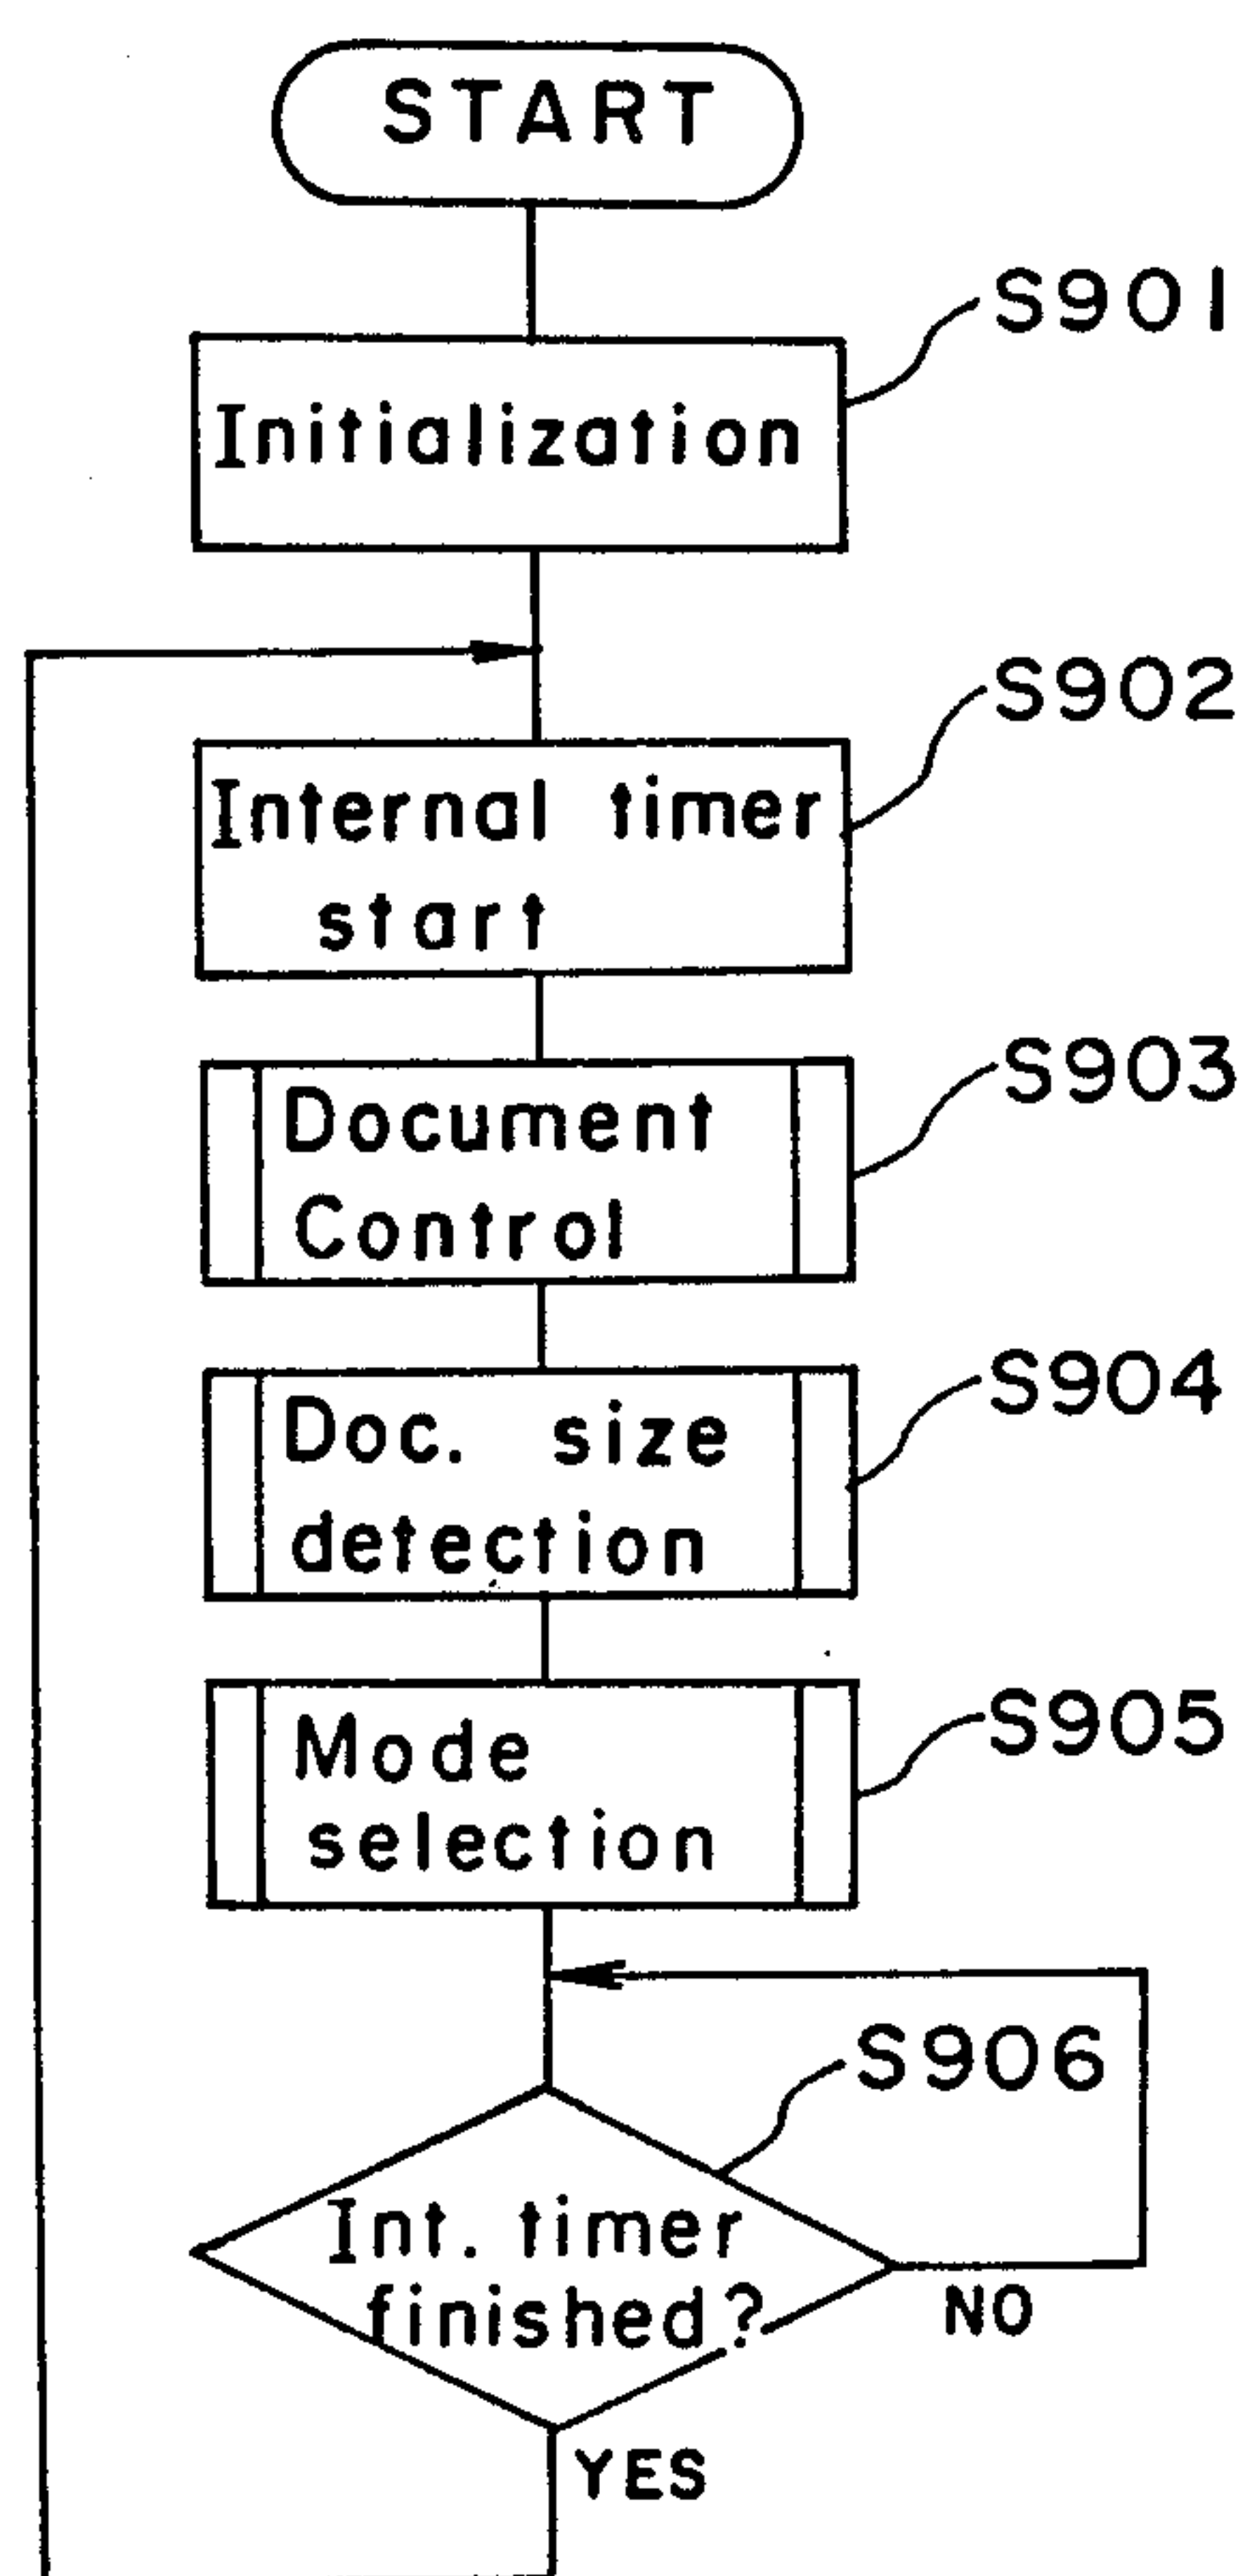 START
S901
Initialization
S902
Internal timer
start
S903
Document
Control
S904
Doc. size
detection
S905
Mode
selection
S906
Int. timer
finished?
NO
YES